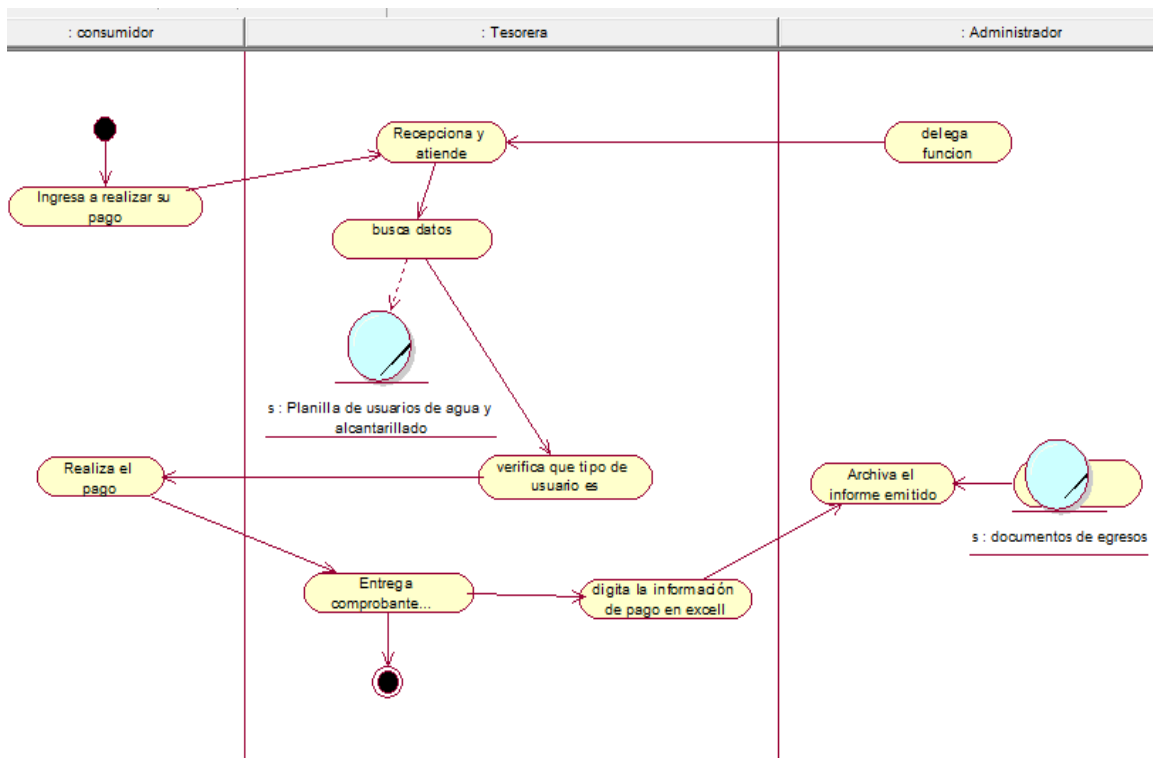 : consumidor
: Tesorera
: Administrador
Recepciona y
atiende
delega
funcion
Ingresa a realizar su
pago
busca datos
s : Planilla de usuarios de agua y
alcantarillado
Realiza el
pago
verifica que tipo de
usuario es
Archiva el
informe emitido
s : documentos de egresos
Entrega
comprobante...
digita la información
de pago en excell